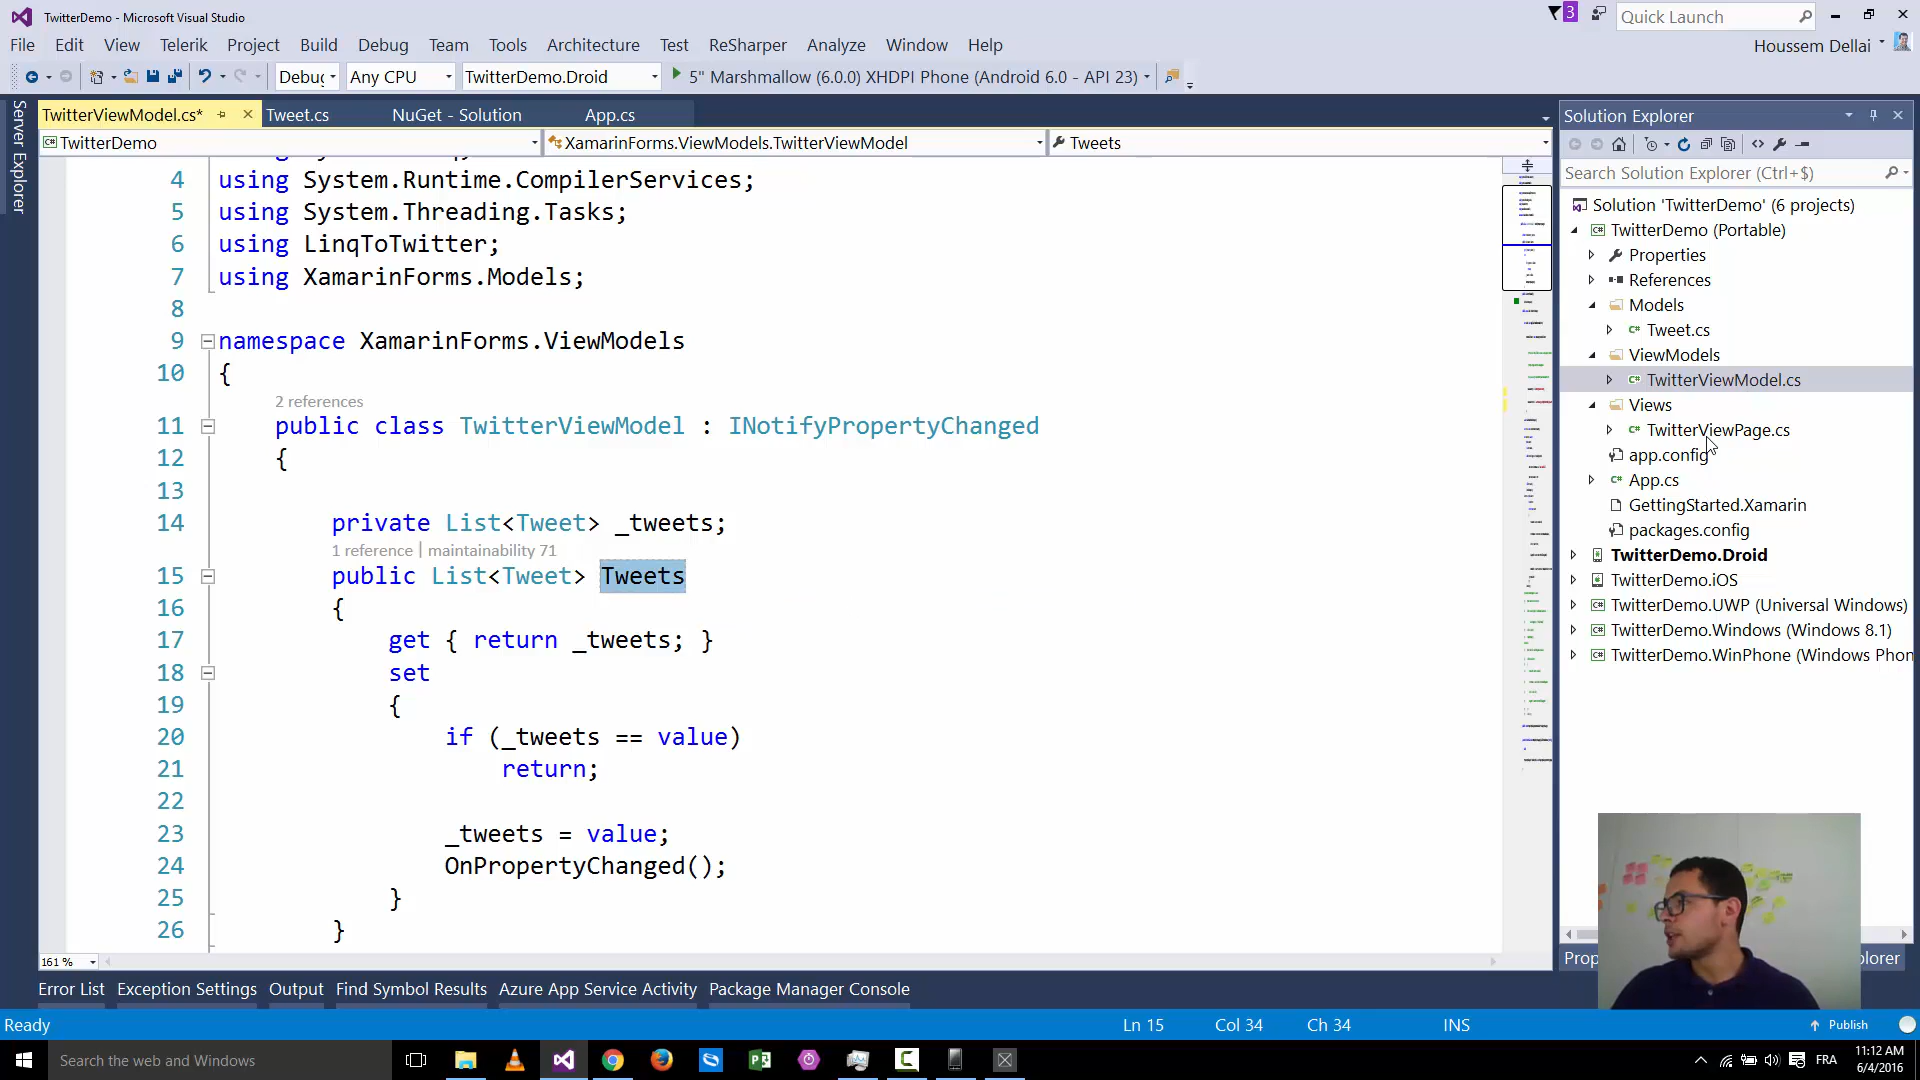 TwitterDemo - Microsoft Visual Studio
3
Quick Launch
File Edit View Telerik Project Build Debug Team Tools Architecture Test ReSharper Analyze Window Help
Houssem Dellai
Debug Any CPU TwitterDemo.Droid 5" Marshmallow (6.0.0) XHDPI Phone (Android 6.0 - API 23)
Server Explorer
TwitterViewModel.cs* Tweet.cs NuGet - Solution App.cs
TwitterDemo XamarinForms.ViewModels.TwitterViewModel Tweets
4 using System.Runtime.CompilerServices;
5 using System.Threading.Tasks;
6 using LinqToTwitter;
7 using XamarinForms.Models;
8
9 namespace XamarinForms.ViewModels
10 {
2 references
11 public class TwitterViewModel : INotifyPropertyChanged
12 {
13
14 private List<Tweet> _tweets;
1 reference | maintainability 71
15 public List<Tweet> Tweets
16 {
17 get { return _tweets; }
18 set
19 {
20 if (_tweets == value)
21 return;
22
23 _tweets = value;
24 OnPropertyChanged();
25 }
26 }
161 %
Solution Explorer
Search Solution Explorer (Ctrl+$)
Solution 'TwitterDemo' (6 projects)
TwitterDemo (Portable)
Properties
References
Models
Tweet.cs
ViewModels
TwitterViewModel.cs
Views
TwitterViewPage.cs
app.config
App.cs
GettingStarted.Xamarin
packages.config
TwitterDemo.Droid
TwitterDemo.iOS
TwitterDemo.UWP (Universal Windows)
TwitterDemo.Windows (Windows 8.1)
TwitterDemo.WinPhone (Windows Phon
Prop plorer
Error List Exception Settings Output Find Symbol Results Azure App Service Activity Package Manager Console
Ready Ln 15 Col 34 Ch 34 INS Publish
Search the web and Windows
FRA
11:12 AM
6/4/2016